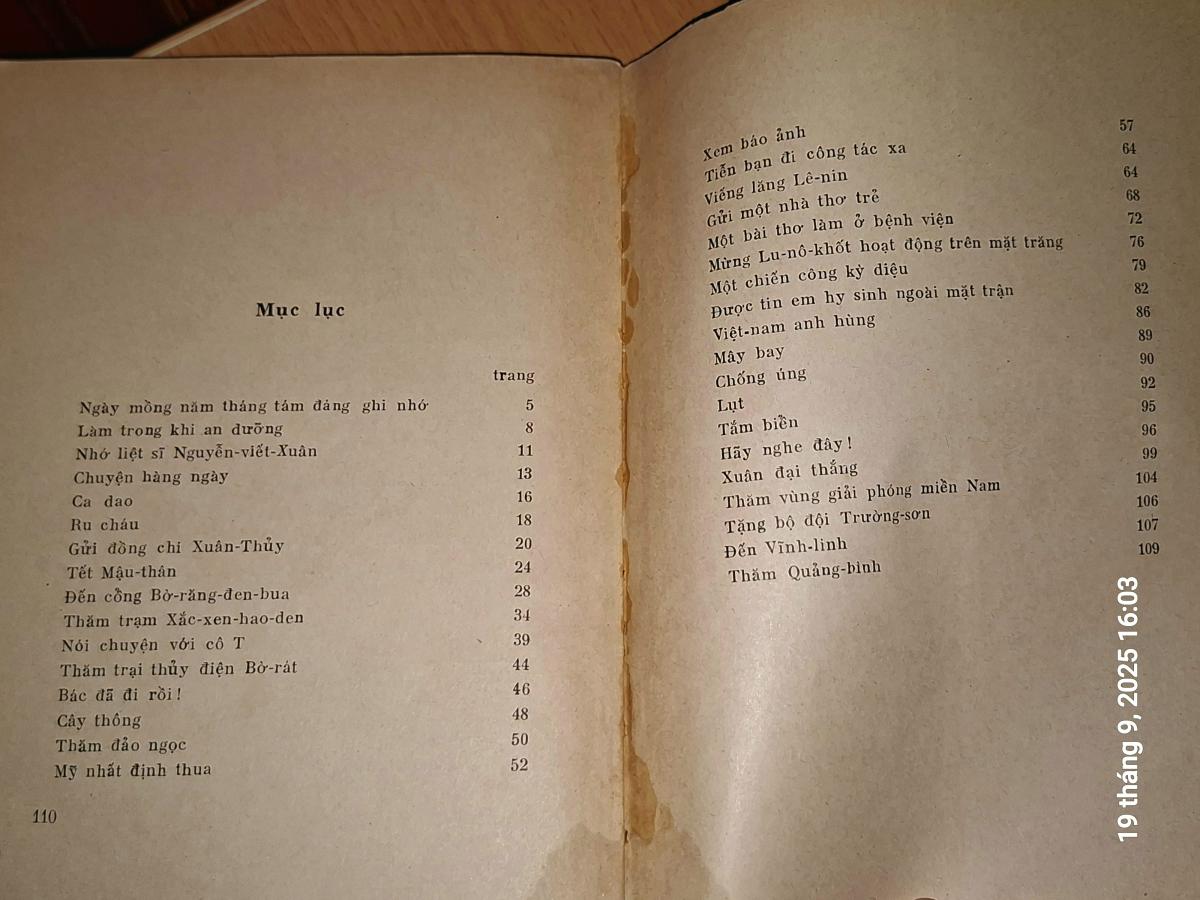 Mục lục
trang
Ngày mồng năm tháng tám đáng ghi nhớ 5
Làm trong khi an dưỡng 8
Nhớ liệt sĩ Nguyễn-viết-Xuân 11
Chuyện hàng ngày 13
Ca dao 16
Ru cháu 18
Gửi đồng chí Xuân-Thủy 20
Tết Mậu-thân 24
Đến cổng Bờ-răng-đen-bua 28
Thăm trạm Xắc-xen-hao-den 34
Nói chuyện với cô T 39
Thăm trại thủy điện Bờ-rát 44
Bác đã đi rồi! 46
Cây thông 48
Thăm đảo ngọc 50
Mỹ nhất định thua 52
110
Xem báo ảnh 57
Tiễn bạn đi công tác xa 64
Viếng lăng Lê-nin 64
Gửi một nhà thơ trẻ 68
Một bài thơ làm ở bệnh viện 72
Mừng Lu-nô-khốt hoạt động trên mặt trăng 76
Một chiến công kỳ diệu 79
Được tin em hy sinh ngoài mặt trận 82
Việt-nam anh hùng 86
Mây bay 89
Chống úng 90
Lụt 92
Tắm biển 95
Hãy nghe đây! 96
Xuân đại thắng 99
Thăm vùng giải phóng miền Nam 104
Tặng bộ đội Trường-sơn 106
Đến Vĩnh-linh 107
Thăm Quảng-bình 109
19 tháng 9, 2025 16:03